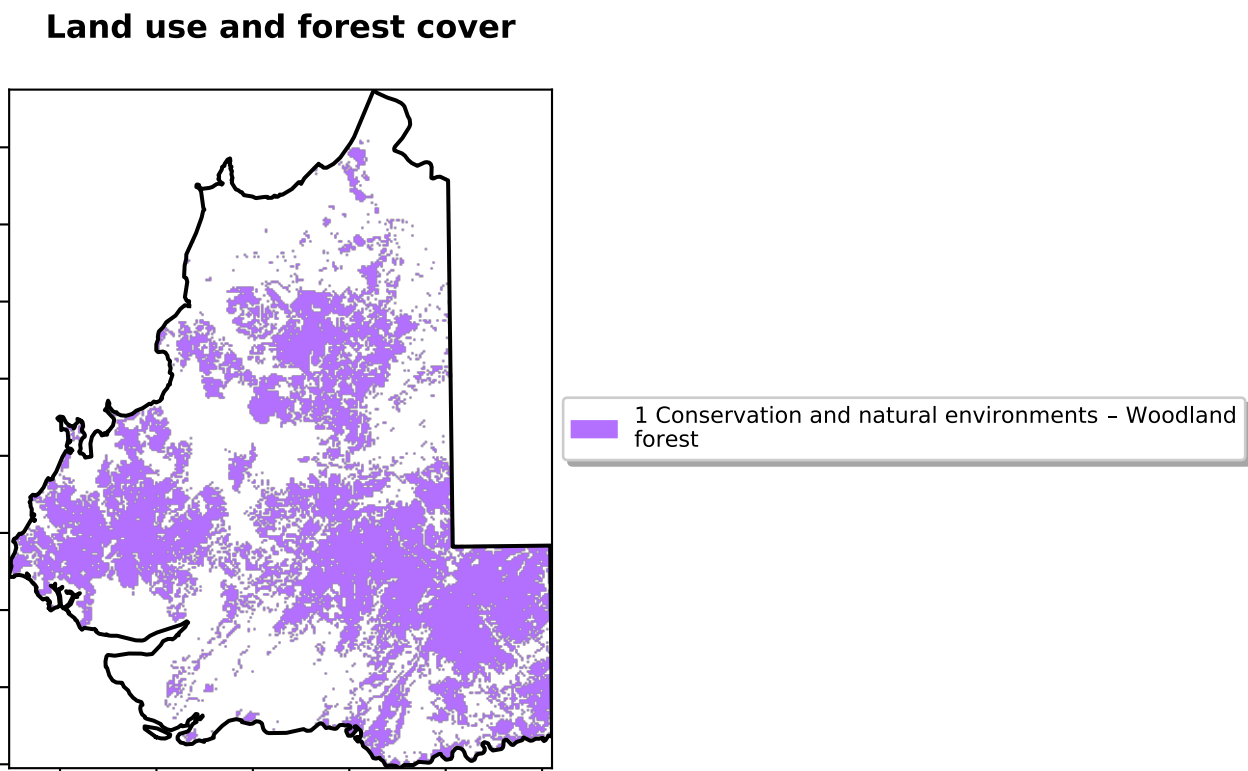 Land use and forest cover
1 Conservation and natural environments – Woodland
forest